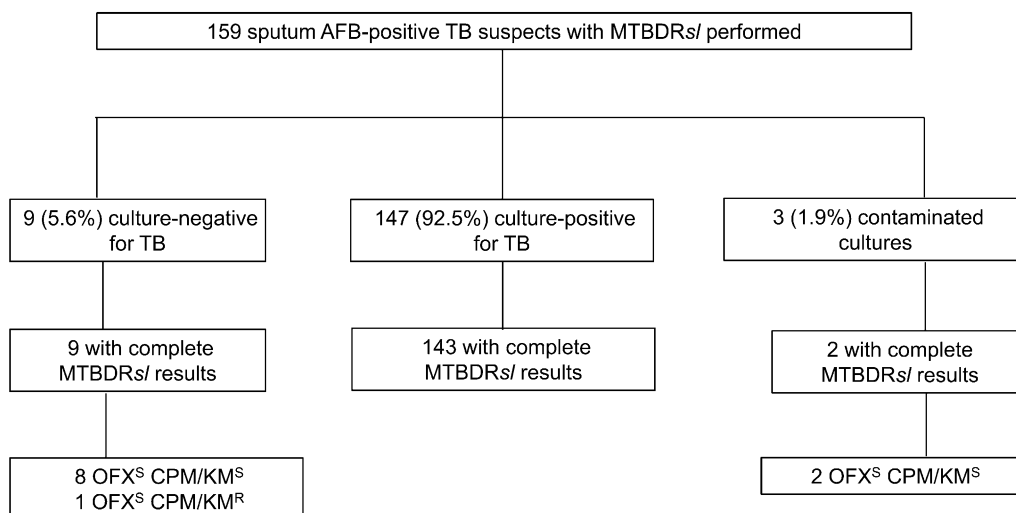 159 sputum AFB-positive TB suspects with MTBDRsl performed
9 (5.6%) culture-negative
for TB
147 (92.5%) culture-positive
for TB
3 (1.9%) contaminated
cultures
9 with complete
MTBDRsl results
143 with complete
MTBDRsl results
2 with complete
MTBDRsl results
8 OFXS CPM/KMS
1 OFXS CPM/KMR
2 OFXS CPM/KMS